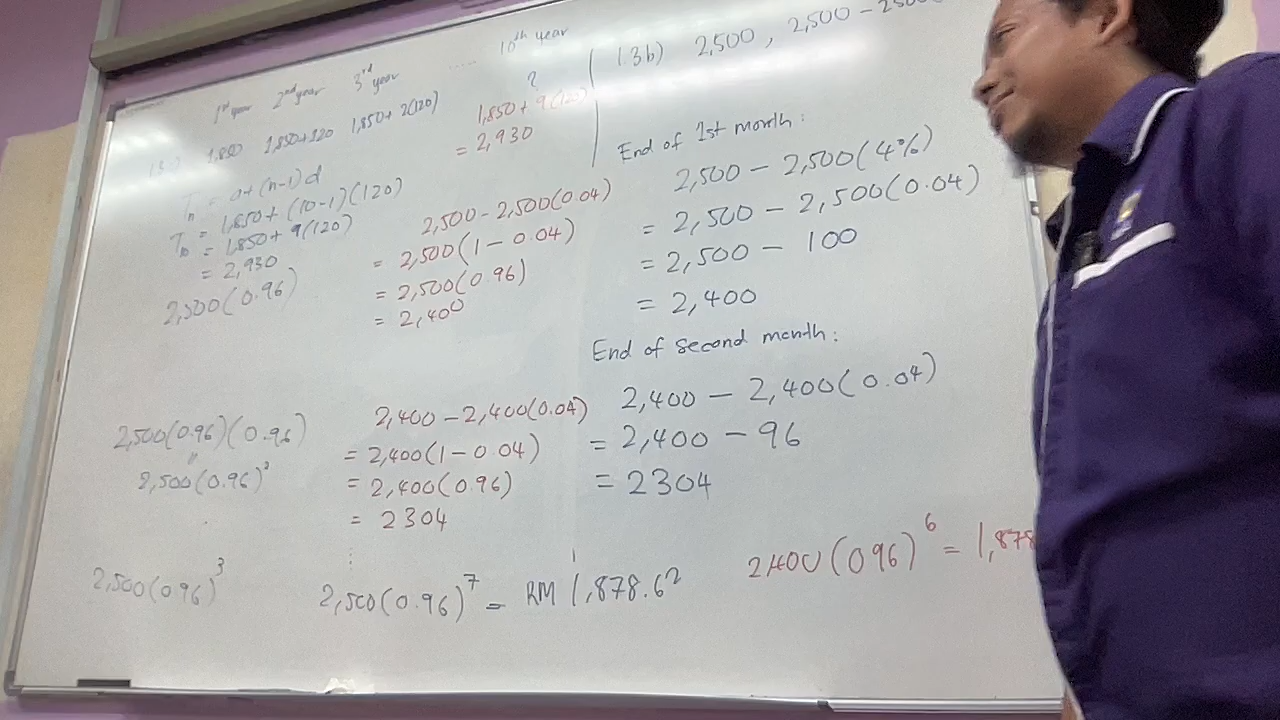 1st year 2nd year 3rd year ..... 10th year
1,850 1,850+120 1,850+2(120) ?
1,850 + 9(120)
= 2,930
Tn = a+(n-1)d
T10 = 1,850 + (10-1)(120)
= 1,850 + 9(120)
= 2,930
2,500(0.96)
2,500(0.96)(0.96)
"
2,500(0.96)²
2,500(0.96)³
2,500 - 2,500(0.04)
= 2,500(1 - 0.04)
= 2,500(0.96)
= 2,400
2,400 - 2,400(0.04)
= 2,400(1 - 0.04)
= 2,400(0.96)
= 2304
2,500(0.96)⁷ = RM 1,878.62
1.3b) 2,500 , 2,500 - 2500
End of 1st month:
2,500 - 2,500(4%)
= 2,500 - 2,500(0.04)
= 2,500 - 100
= 2,400
End of second month:
2,400 - 2,400(0.04)
= 2,400 - 96
= 2304
2,400(0.96)⁶ = 1,878